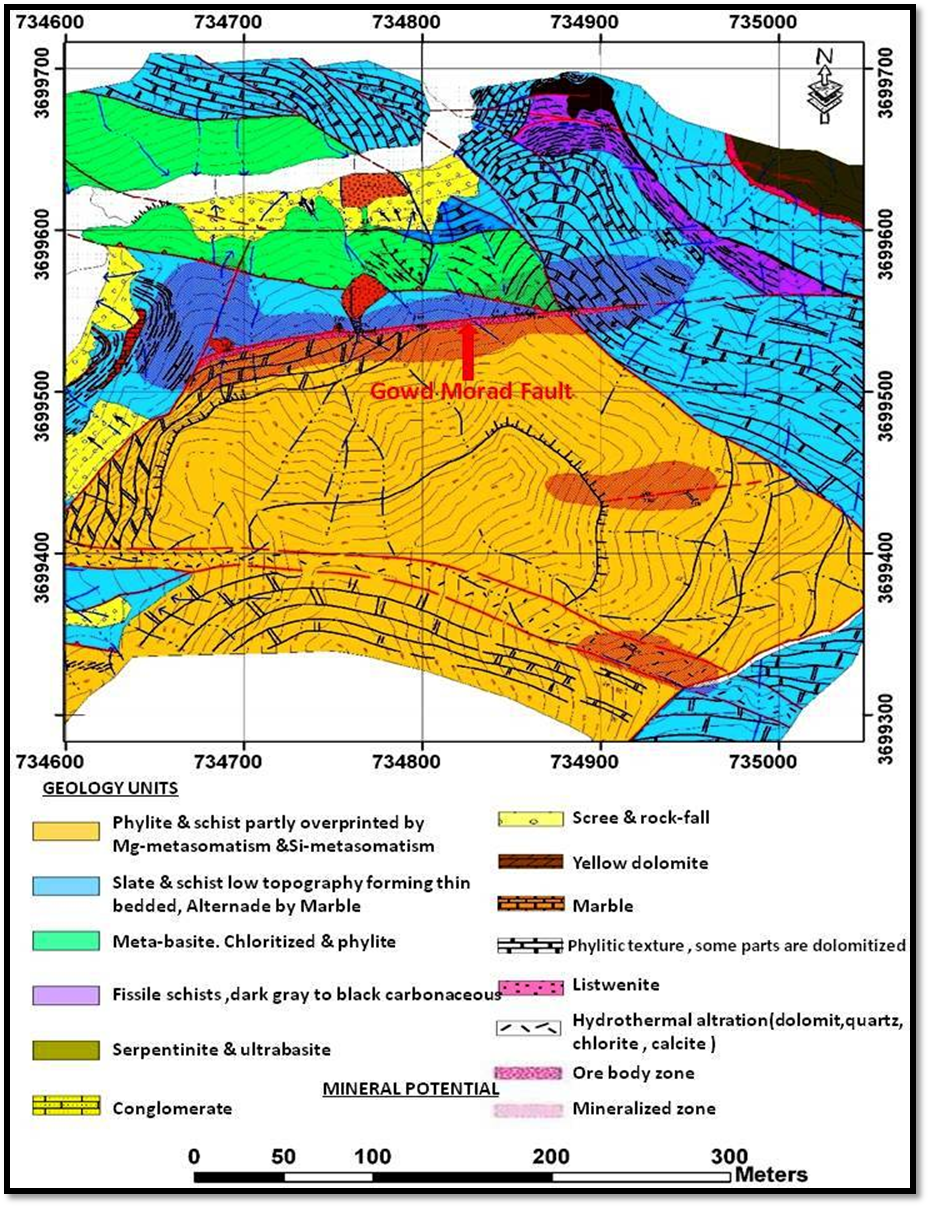 734600 734700 734800 734900 735000
3699700 3699700
N
3699600 3699600
Gowd Morad Fault
3699500 3699500
3699400 3699400
3699300
734600 734700 734800 734900 735000
GEOLOGY UNITS
Phylite & schist partly overprinted by
Mg-metasomatism &Si-metasomatism
Slate & schist low topography forming thin
bedded, Alternade by Marble
Meta-basite. Chloritized & phylite
Fissile schists ,dark gray to black carbonaceous
Serpentinite & ultrabasite
Conglomerate
Scree & rock-fall
Yellow dolomite
Marble
Phylitic texture , some parts are dolomitized
Listwenite
Hydrothermal altration(dolomit,quartz,
chlorite , calcite )
MINERAL POTENTIAL
Ore body zone
Mineralized zone
0 50 100 200 300
Meters